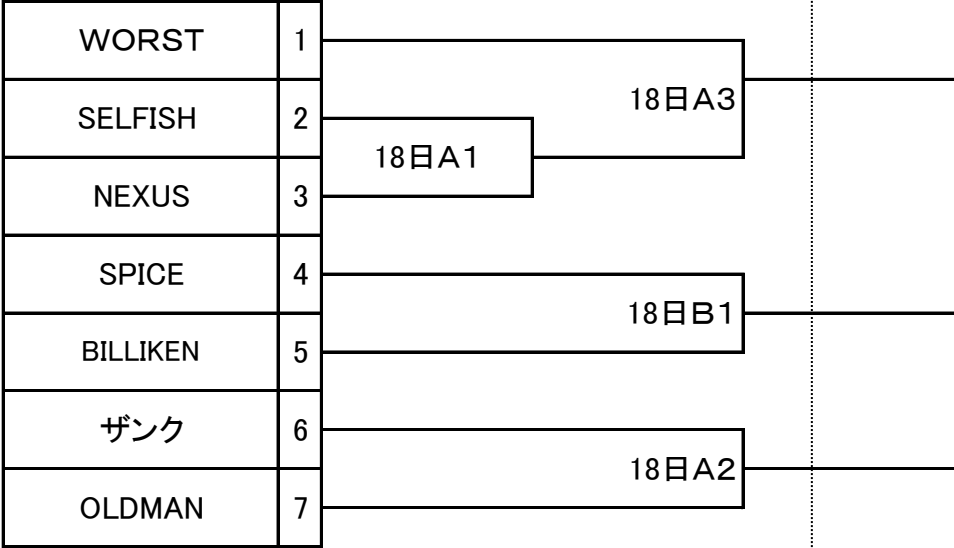 WORST 1
SELFISH 2
NEXUS 3
SPICE 4
BILLIKEN 5
ザンク 6
OLDMAN 7
18日A3
18日A1
18日B1
18日A2